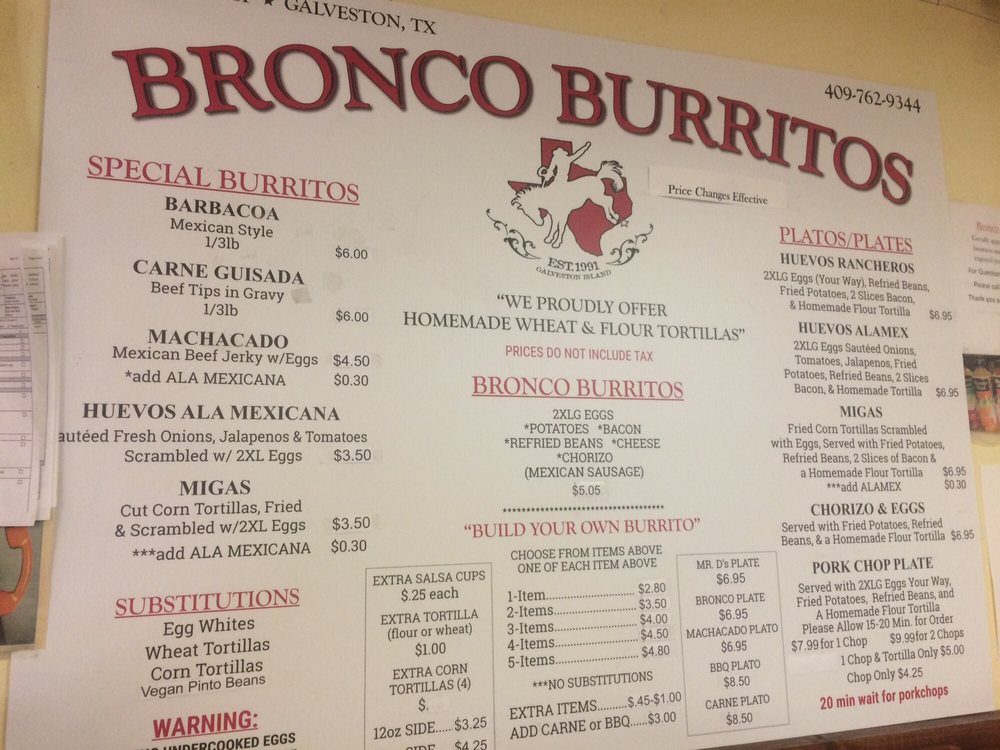 ★ GALVESTON, TX
BRONCO BURRITOS
409-762-9344
EST.1991
GALVESTON ISLAND
Price Changes Effective
SPECIAL BURRITOS
BARBACOA
Mexican Style
1/3lb $6.00
CARNE GUISADA
Beef Tips in Gravy
1/3lb $6.00
MACHACADO
Mexican Beef Jerky w/Eggs $4.50
*add ALA MEXICANA $0.30
HUEVOS ALA MEXICANA
autéed Fresh Onions, Jalapenos & Tomatoes
Scrambled w/ 2XL Eggs $3.50
MIGAS
Cut Corn Tortillas, Fried
& Scrambled w/2XL Eggs $3.50
***add ALA MEXICANA $0.30
SUBSTITUTIONS
Egg Whites
Wheat Tortillas
Corn Tortillas
Vegan Pinto Beans
WARNING:
UNDERCOOKED EGGS
EXTRA SALSA CUPS
$.25 each
EXTRA TORTILLA
(flour or wheat)
$1.00
EXTRA CORN
TORTILLAS (4)
$.
12oz SIDE.... $3.25
SIDE $4.25
"WE PROUDLY OFFER
HOMEMADE WHEAT & FLOUR TORTILLAS"
PRICES DO NOT INCLUDE TAX
BRONCO BURRITOS
2XLG EGGS
*POTATOES *BACON
*REFRIED BEANS *CHEESE
*CHORIZO
(MEXICAN SAUSAGE)
$5.05
***********************************
"BUILD YOUR OWN BURRITO"
CHOOSE FROM ITEMS ABOVE
ONE OF EACH ITEM ABOVE
1-Item.............................. $2.80
2-Items............................ $3.50
3-Items............................ $4.00
4-Items............................ $4.50
5-Items............................ $4.80
***NO SUBSTITUTIONS
EXTRA ITEMS.........$.45-$1.00
ADD CARNE or BBQ.....$3.00
MR. D's PLATE
$6.95
BRONCO PLATE
$6.95
MACHACADO PLATO
$6.95
BBQ PLATO
$8.50
CARNE PLATO
$8.50
PLATOS/PLATES
HUEVOS RANCHEROS
2XLG Eggs (Your Way), Refried Beans,
Fried Potatoes, 2 Slices Bacon,
& Homemade Flour Tortilla $6.95
HUEVOS ALAMEX
2XLG Eggs Sautéed Onions,
Tomatoes, Jalapenos, Fried
Potatoes, Refried Beans, 2 Slices
Bacon, & Homemade Tortilla $6.95
MIGAS
Fried Corn Tortillas Scrambled
with Eggs, Served with Fried Potatoes,
Refried Beans, 2 Slices of Bacon &
a Homemade Flour Tortilla $6.95
***add ALAMEX $0.30
CHORIZO & EGGS
Served with Fried Potatoes, Refried
Beans, & a Homemade Flour Tortilla $6.95
PORK CHOP PLATE
Served with 2XLG Eggs Your Way,
Fried Potatoes, Refried Beans, and
A Homemade Flour Tortilla
Please Allow 15-20 Min. for Order
$7.99 for 1 Chop $9.99 for 2 Chops
1 Chop & Tortilla Only $5.00
Chop Only $4.25
20 min wait for porkchops
For Question
Please call
Thank you